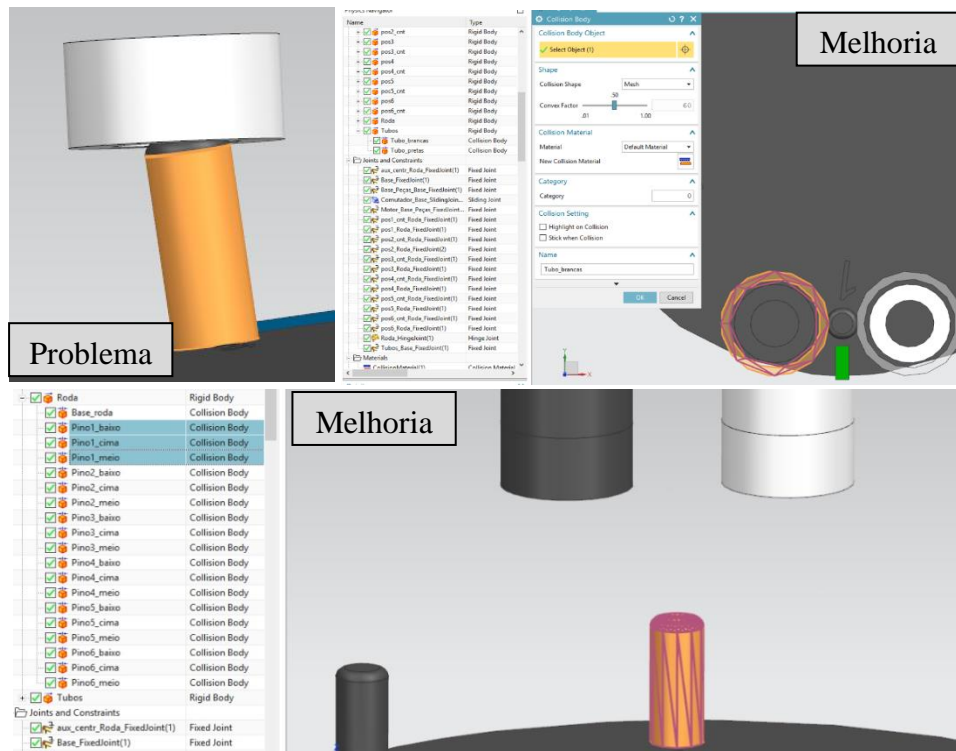 Problema
Physics Navigator
Name Type
pos2_cnt Rigid Body
pos3 Rigid Body
pos3_cnt Rigid Body
pos4 Rigid Body
pos4_cnt Rigid Body
pos5 Rigid Body
pos5_cnt Rigid Body
pos6 Rigid Body
pos6_cnt Rigid Body
Roda Rigid Body
Tubos Rigid Body
Tubo_brancas Collision Body
Tubo_pretas Collision Body
Joints and Constraints
aux_centr_Roda_FixedJoint(1) Fixed Joint
Base_FixedJoint(1) Fixed Joint
Base_Peças_Base_FixedJoint(1) Fixed Joint
Comutador_Base_SlidingJoin... Sliding Joint
Motor_Base_Peças_FixedJoint... Fixed Joint
pos1_cnt_Roda_FixedJoint(1) Fixed Joint
pos1_Roda_FixedJoint(1) Fixed Joint
pos2_cnt_Roda_FixedJoint(1) Fixed Joint
pos2_Roda_FixedJoint(2) Fixed Joint
pos3_cnt_Roda_FixedJoint(1) Fixed Joint
pos3_Roda_FixedJoint(1) Fixed Joint
pos4_cnt_Roda_FixedJoint(1) Fixed Joint
pos4_Roda_FixedJoint(1) Fixed Joint
pos5_cnt_Roda_FixedJoint(1) Fixed Joint
pos5_Roda_FixedJoint(1) Fixed Joint
pos6_cnt_Roda_FixedJoint(1) Fixed Joint
pos6_Roda_FixedJoint(1) Fixed Joint
Roda_HingeJoint(1) Hinge Joint
Tubos_Base_FixedJoint(1) Fixed Joint
Materials
CollisionMaterial(1) Collision Material
Collision Body
Collision Body Object
Select Object (1)
Shape
Collision Shape Mesh
.50
Convex Factor 60
.01 1.00
Collision Material
Material Default Material
New Collision Material
Category
Category 0
Collision Setting
Highlight on Collision
Stick when Collision
Name
Tubo_brancas
OK Cancel
Melhoria
Y
X
Roda Rigid Body
Base_roda Collision Body
Pino1_baixo Collision Body
Pino1_cima Collision Body
Pino1_meio Collision Body
Pino2_baixo Collision Body
Pino2_cima Collision Body
Pino2_meio Collision Body
Pino3_baixo Collision Body
Pino3_cima Collision Body
Pino3_meio Collision Body
Pino4_baixo Collision Body
Pino4_cima Collision Body
Pino4_meio Collision Body
Pino5_baixo Collision Body
Pino5_cima Collision Body
Pino5_meio Collision Body
Pino6_baixo Collision Body
Pino6_cima Collision Body
Pino6_meio Collision Body
Tubos Rigid Body
Joints and Constraints
aux_centr_Roda_FixedJoint(1) Fixed Joint
Base_FixedJoint(1) Fixed Joint
Melhoria